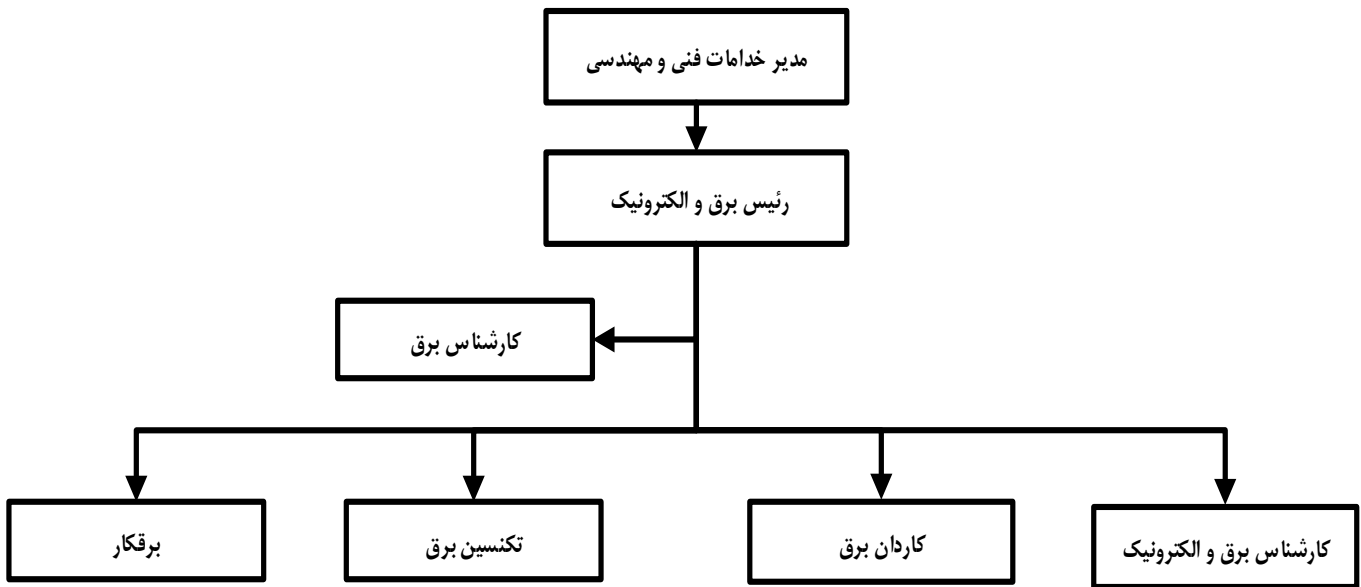 مدیر خدامات فنی و مهندسی
رئیس برق و الکترونیک
کارشناس برق
کارشناس برق و الکترونیک
کاردان برق
تکنسین برق
برقکار